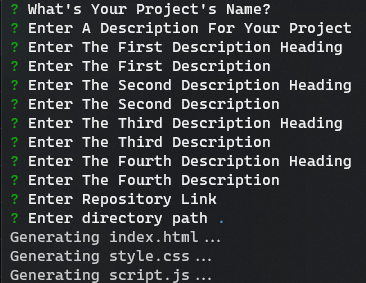 ? What's Your Project's Name?
? Enter A Description For Your Project
? Enter The First Description Heading
? Enter The First Description
? Enter The Second Description Heading
? Enter The Second Description
? Enter The Third Description Heading
? Enter The Third Description
? Enter The Fourth Description Heading
? Enter The Fourth Description
? Enter Repository Link
? Enter directory path .
Generating index.html...
Generating style.css...
Generating script.js...